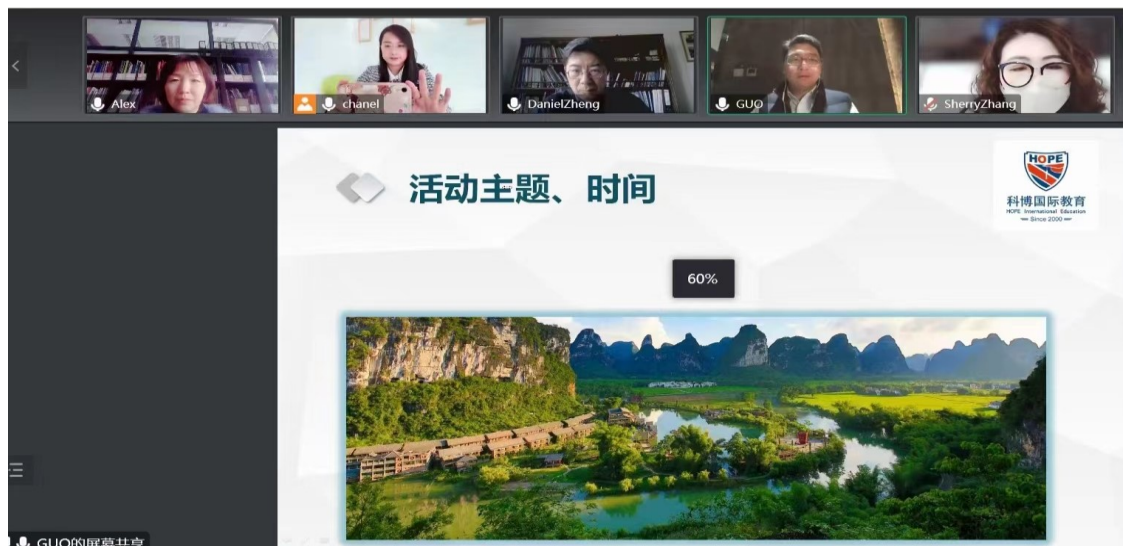 Alex
chanel
DanielZheng
GUO
SherryZhang
活动主题、时间
HOPE
科博国际教育
HOPE International Education
Since 2000
60%
GUO的屏幕共享